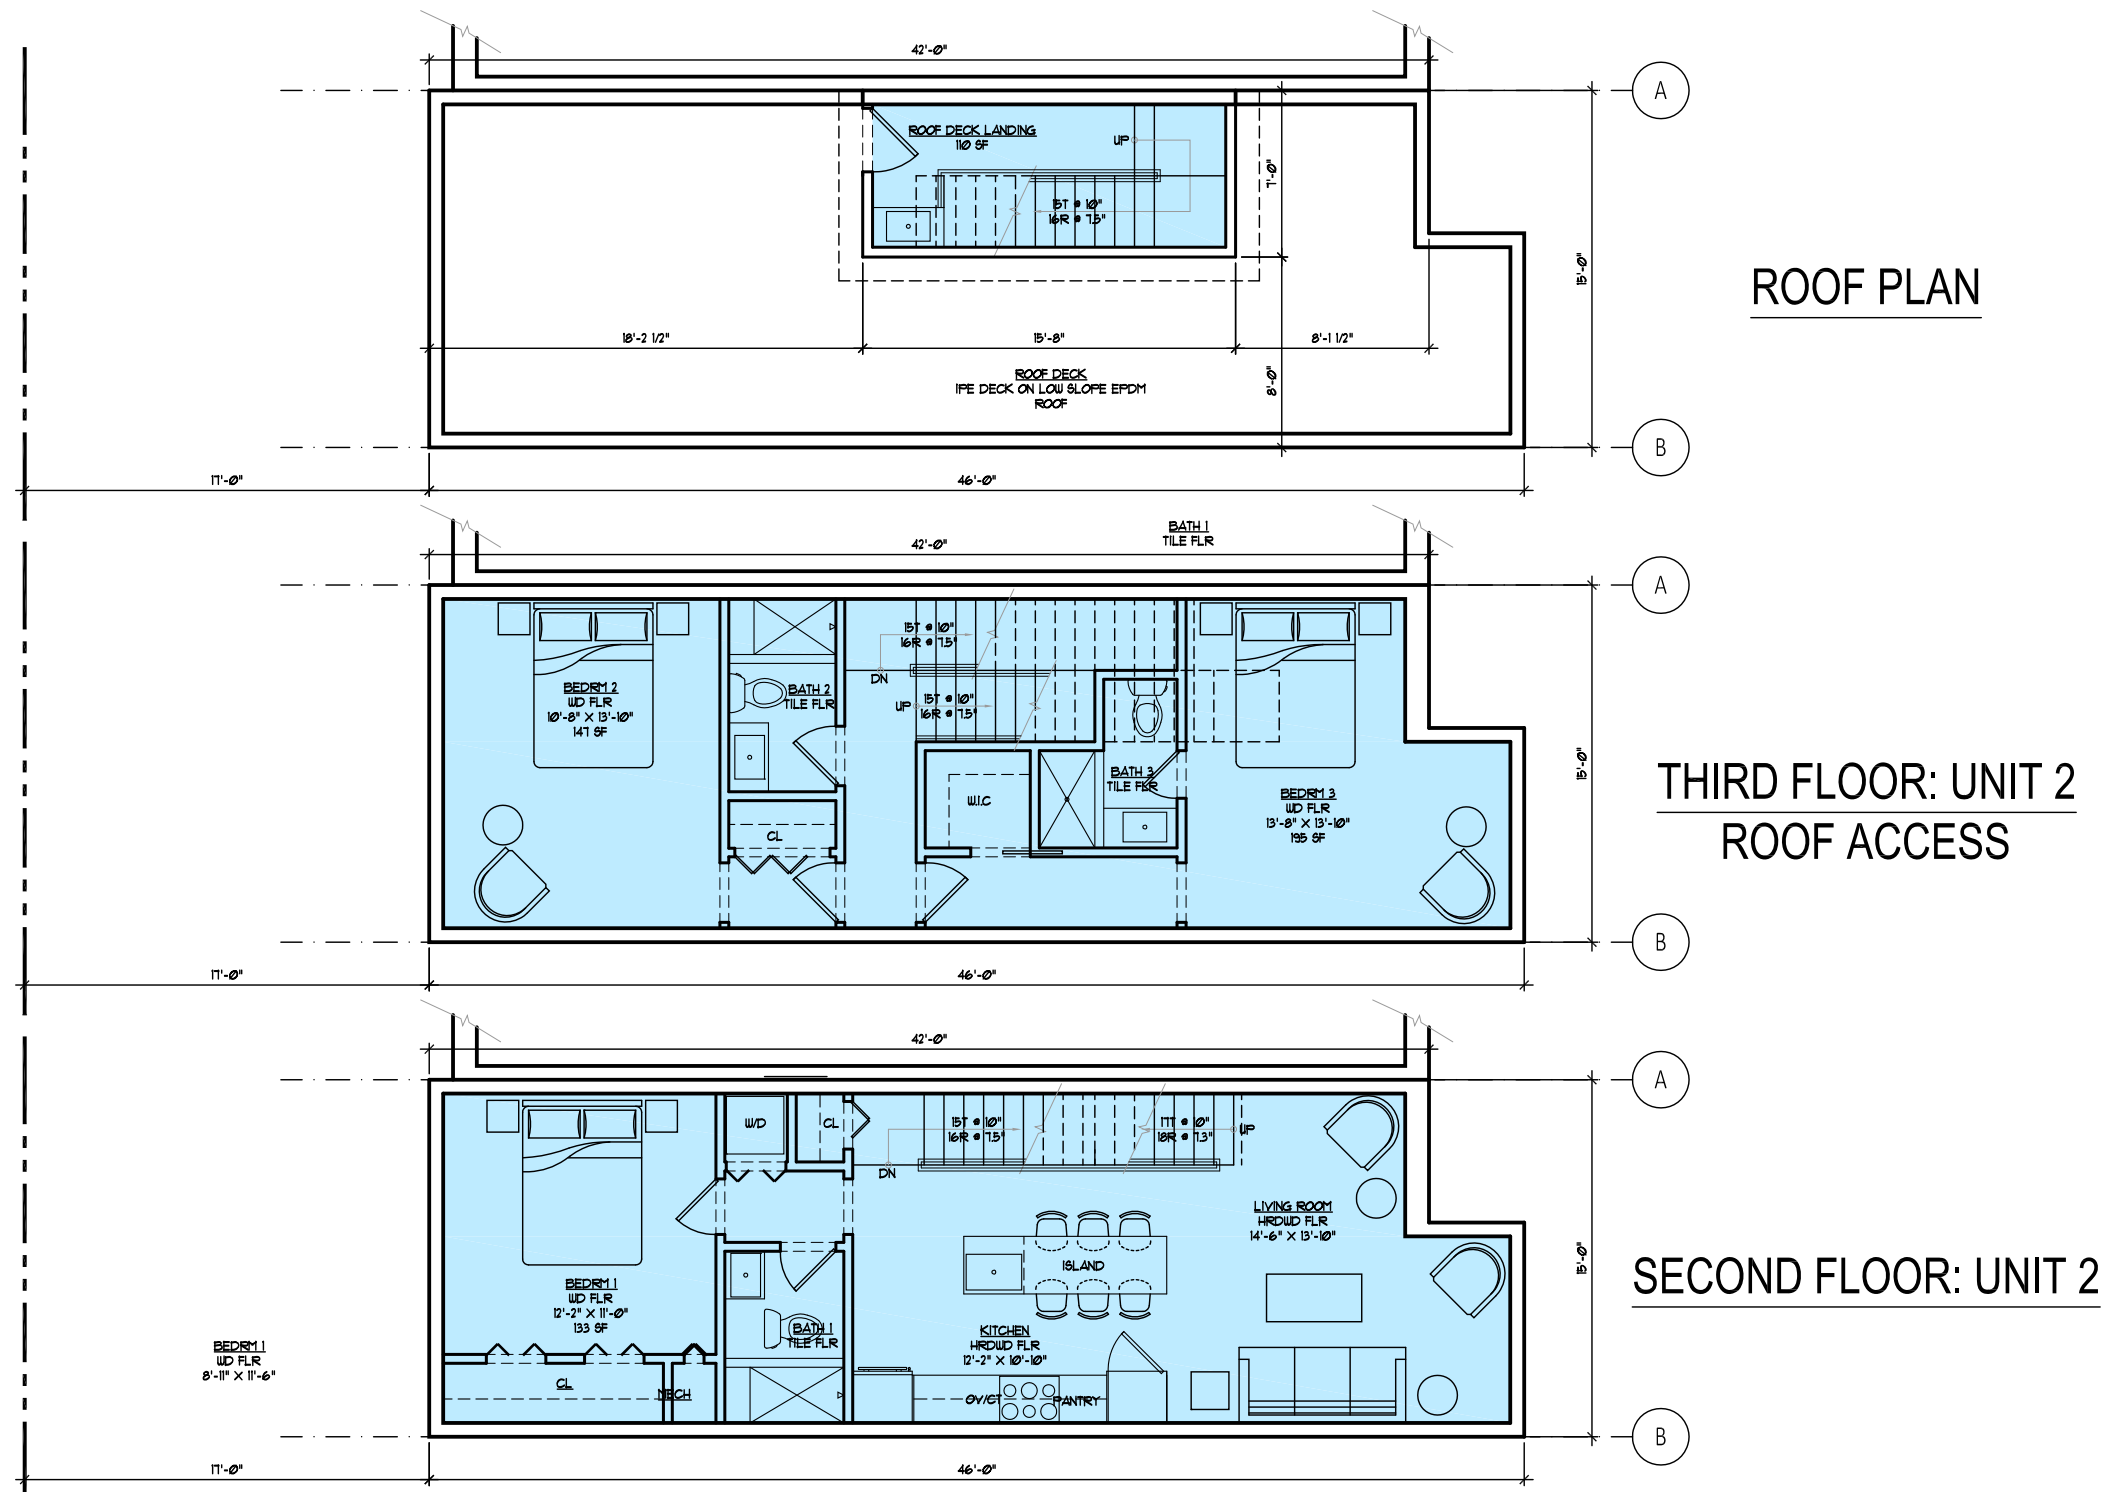 42'-0"
A
ROOF DECK LANDING
110 SF
UP
7'-0"
15T @ 10"
16R @ 7.5"
15'-0"
ROOF PLAN
18'-2 1/2"
15'-8"
8'-1 1/2"
ROOF DECK
IPE DECK ON LOW SLOPE EPDM
ROOF
8'-0"
B
17'-0"
46'-0"
BATH 1
TILE FLR
42'-0"
A
15T @ 10"
16R @ 7.5"
DN
BEDRM 2
WD FLR
10'-8" X 13'-10"
147 SF
BATH 2
TILE FLR
UP
15T @ 10"
16R @ 7.5"
BATH 3
TILE FLR
W.I.C
CL
BEDRM 3
WD FLR
13'-8" X 13'-10"
195 SF
15'-0"
THIRD FLOOR: UNIT 2
ROOF ACCESS
B
17'-0"
46'-0"
42'-0"
A
W/D
CL
15T @ 10"
16R @ 7.5"
DN
17T @ 10"
18R @ 7.3"
UP
LIVING ROOM
HRDWD FLR
14'-6" X 13'-10"
ISLAND
15'-0"
SECOND FLOOR: UNIT 2
BEDRM 1
WD FLR
12'-2" X 11'-0"
133 SF
BATH 1
TILE FLR
KITCHEN
HRDWD FLR
12'-2" X 10'-10"
BEDRM 1
WD FLR
8'-11" X 11'-6"
CL
MECH
OV/CT
PANTRY
B
17'-0"
46'-0"